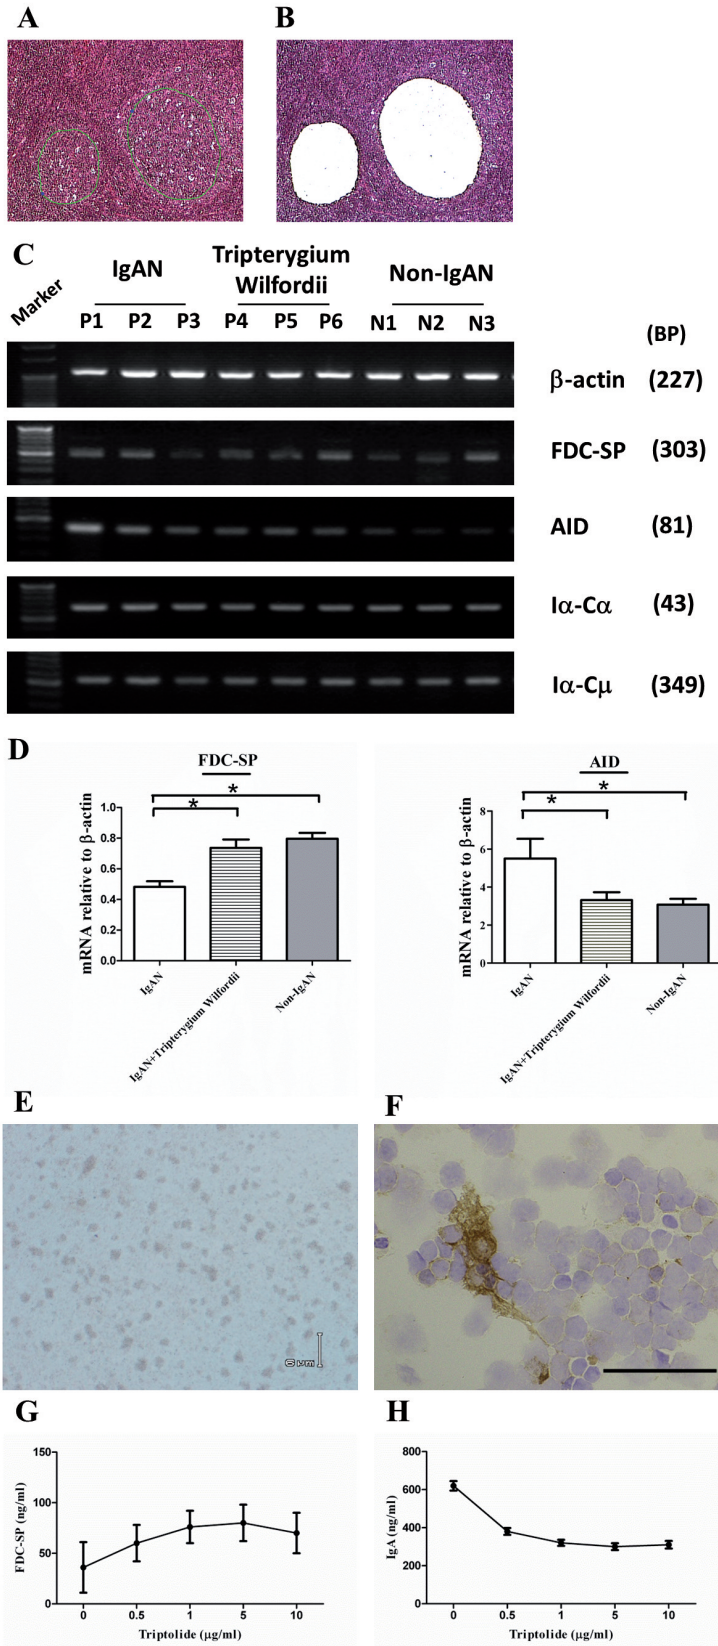 A B
C
Marker IgAN Tripterygium Wilfordii Non-IgAN
P1 P2 P3 P4 P5 P6 N1 N2 N3 (BP)
β-actin (227)
FDC-SP (303)
AID (81)
Iα-Cα (43)
Iα-Cμ (349)
D
FDC-SP
* *
mRNA relative to β-actin
1.0
0.8
0.6
0.4
0.2
0.0
IgAN
IgAN+Tripterygium Wilfordii
Non-IgAN
AID
* *
mRNA relative to β-actin
8
6
4
2
0
IgAN
IgAN+Tripterygium Wilfordii
Non-IgAN
E F
G
FDC-SP (ng/ml)
150
100
50
0
0 0.5 1 5 10
Triptolide (μg/ml)
H
IgA (ng/ml)
800
600
400
200
0
0 0.5 1 5 10
Triptolide (μg/ml)